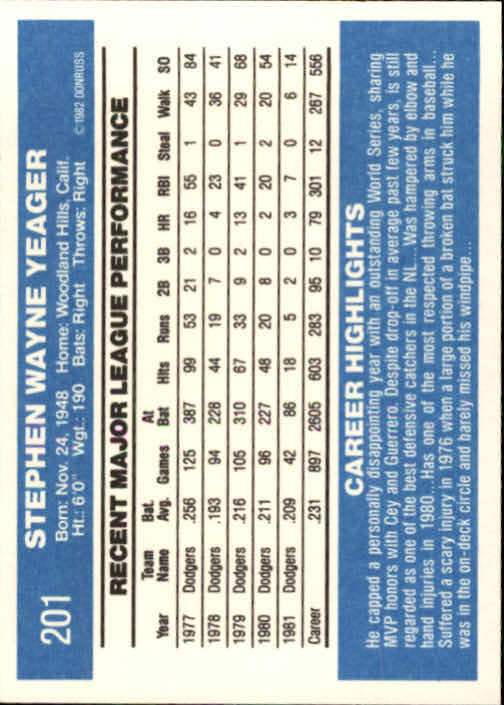 201
STEPHEN WAYNE YEAGER
Born: Nov. 24, 1948 Home: Woodland Hills, Calif.
Ht.: 6'0" Wgt.: 190 Bats: Right Throws: Right ©1982 DONRUSS
RECENT MAJOR LEAGUE PERFORMANCE
Team Bat. At
Year Name Avg. Games Bat Hits Runs 2B 3B HR RBI Steal Walk SO
1977 Dodgers .256 125 387 99 53 21 2 16 55 1 43 84
1978 Dodgers .193 94 228 44 19 7 0 4 23 0 36 41
1979 Dodgers .216 105 310 67 33 9 2 13 41 1 29 68
1980 Dodgers .211 96 227 48 20 8 0 2 20 2 20 54
1981 Dodgers .209 42 86 18 5 2 0 3 7 0 6 14
Career .231 897 2605 603 283 95 10 79 301 12 267 556
CAREER HIGHLIGHTS
He capped a personally disappointing year with an outstanding World Series, sharing
MVP honors with Cey and Guerrero. Despite drop-off in average past few years, is still
regarded as one of the best defensive catchers in the NL... Was hampered by elbow and
hand injuries in 1980...Has one of the most respected throwing arms in baseball...
Suffered a scary injury in 1976 when a large portion of a broken bat struck him while he
was in the on-deck circle and barely missed his windpipe...